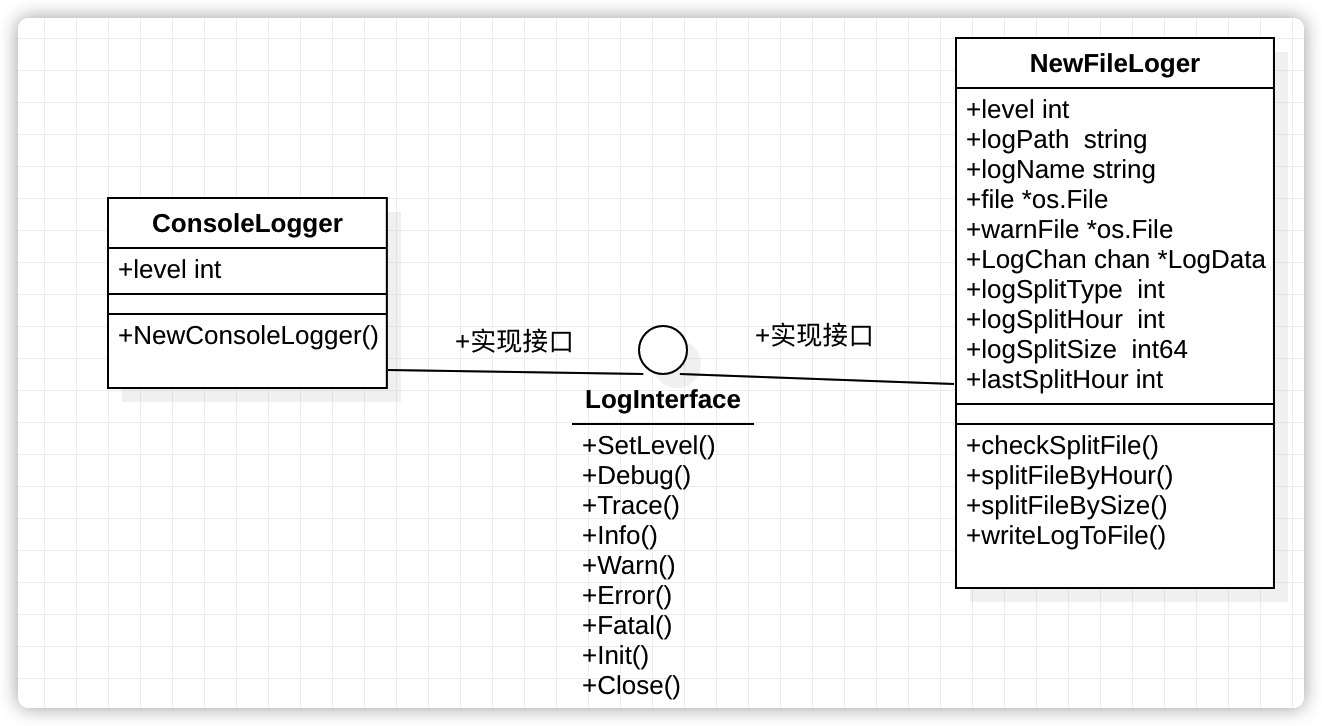 ConsoleLogger
+level int
+NewConsoleLogger()
+实现接口
LogInterface
+SetLevel()
+Debug()
+Trace()
+Info()
+Warn()
+Error()
+Fatal()
+Init()
+Close()
+实现接口
NewFileLoger
+level int
+logPath  string
+logName string
+file *os.File
+warnFile *os.File
+LogChan chan *LogData
+logSplitType  int
+logSplitHour  int
+logSplitSize  int64
+lastSplitHour int
+checkSplitFile()
+splitFileByHour()
+splitFileBySize()
+writeLogToFile()